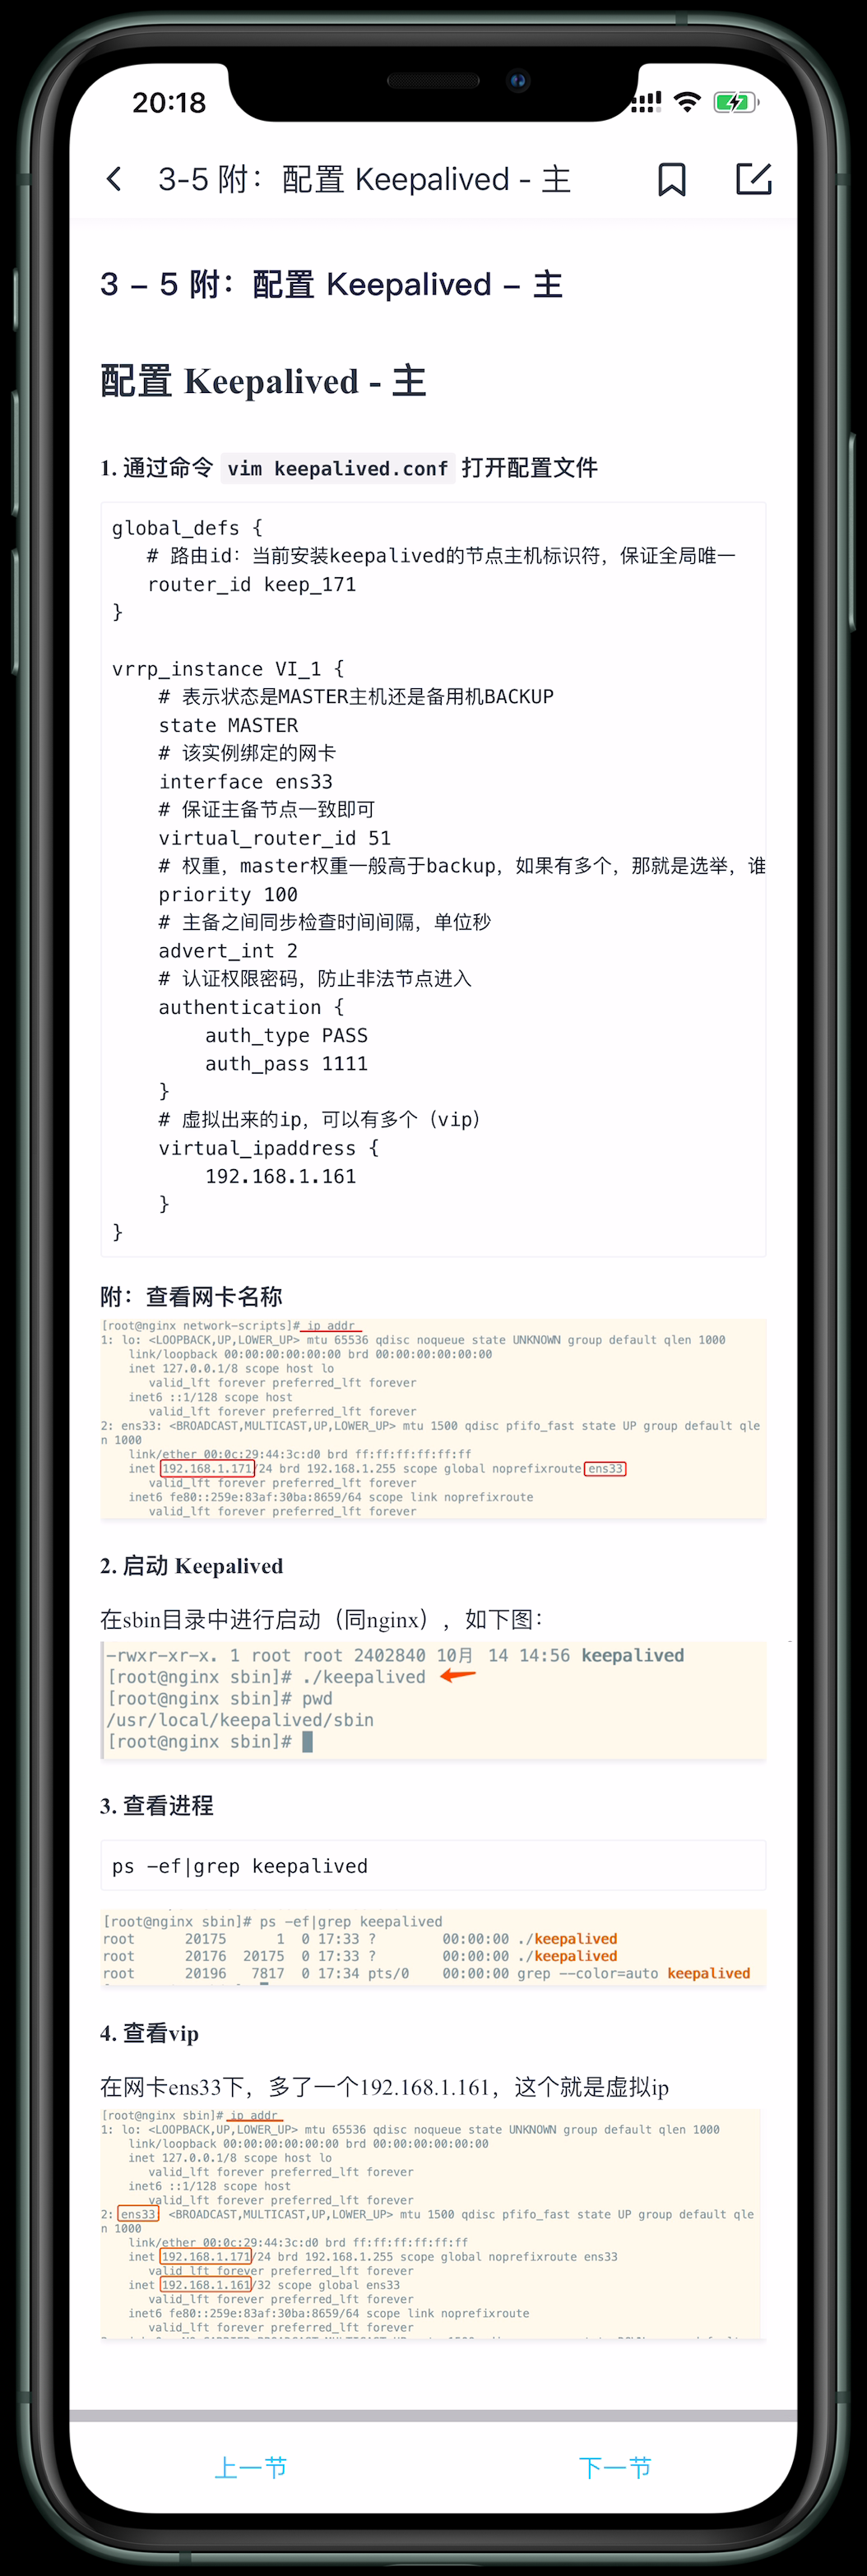 20:18
3-5 附：配置 Keepalived - 主
3 – 5 附：配置 Keepalived – 主
配置 Keepalived - 主
1. 通过命令 vim keepalived.conf 打开配置文件
global_defs {
   # 路由id：当前安装keepalived的节点主机标识符，保证全局唯一
   router_id keep_171
}
vrrp_instance VI_1 {
    # 表示状态是MASTER主机还是备用机BACKUP
    state MASTER
    # 该实例绑定的网卡
    interface ens33
    # 保证主备节点一致即可
    virtual_router_id 51
    # 权重，master权重一般高于backup，如果有多个，那就是选举，谁
    priority 100
    # 主备之间同步检查时间间隔，单位秒
    advert_int 2
    # 认证权限密码，防止非法节点进入
    authentication {
        auth_type PASS
        auth_pass 1111
    }
    # 虚拟出来的ip，可以有多个（vip）
    virtual_ipaddress {
        192.168.1.161
    }
}
附：查看网卡名称
[root@nginx network-scripts]# ip addr
1: lo: <LOOPBACK,UP,LOWER_UP> mtu 65536 qdisc noqueue state UNKNOWN group default qlen 1000
    link/loopback 00:00:00:00:00:00 brd 00:00:00:00:00:00
    inet 127.0.0.1/8 scope host lo
       valid_lft forever preferred_lft forever
    inet6 ::1/128 scope host
       valid_lft forever preferred_lft forever
2: ens33: <BROADCAST,MULTICAST,UP,LOWER_UP> mtu 1500 qdisc pfifo_fast state UP group default qle
n 1000
    link/ether 00:0c:29:44:3c:d0 brd ff:ff:ff:ff:ff:ff
    inet 192.168.1.171/24 brd 192.168.1.255 scope global noprefixroute ens33
       valid_lft forever preferred_lft forever
    inet6 fe80::259e:83af:30ba:8659/64 scope link noprefixroute
       valid_lft forever preferred_lft forever
2. 启动 Keepalived
在sbin目录中进行启动（同nginx），如下图：
-rwxr-xr-x. 1 root root 2402840 10月 14 14:56 keepalived
[root@nginx sbin]# ./keepalived
[root@nginx sbin]# pwd
/usr/local/keepalived/sbin
[root@nginx sbin]#
3. 查看进程
ps -ef|grep keepalived
[root@nginx sbin]# ps -ef|grep keepalived
root      20175      1  0 17:33 ?        00:00:00 ./keepalived
root      20176  20175  0 17:33 ?        00:00:00 ./keepalived
root      20196   7817  0 17:34 pts/0    00:00:00 grep --color=auto keepalived
4. 查看vip
在网卡ens33下，多了一个192.168.1.161，这个就是虚拟ip
[root@nginx sbin]# ip addr
1: lo: <LOOPBACK,UP,LOWER_UP> mtu 65536 qdisc noqueue state UNKNOWN group default qlen 1000
    link/loopback 00:00:00:00:00:00 brd 00:00:00:00:00:00
    inet 127.0.0.1/8 scope host lo
       valid_lft forever preferred_lft forever
    inet6 ::1/128 scope host
       valid_lft forever preferred_lft forever
2: ens33: <BROADCAST,MULTICAST,UP,LOWER_UP> mtu 1500 qdisc pfifo_fast state UP group default qle
n 1000
    link/ether 00:0c:29:44:3c:d0 brd ff:ff:ff:ff:ff:ff
    inet 192.168.1.171/24 brd 192.168.1.255 scope global noprefixroute ens33
       valid_lft forever preferred_lft forever
    inet 192.168.1.161/32 scope global ens33
       valid_lft forever preferred_lft forever
    inet6 fe80::259e:83af:30ba:8659/64 scope link noprefixroute
       valid_lft forever preferred_lft forever
上一节
下一节